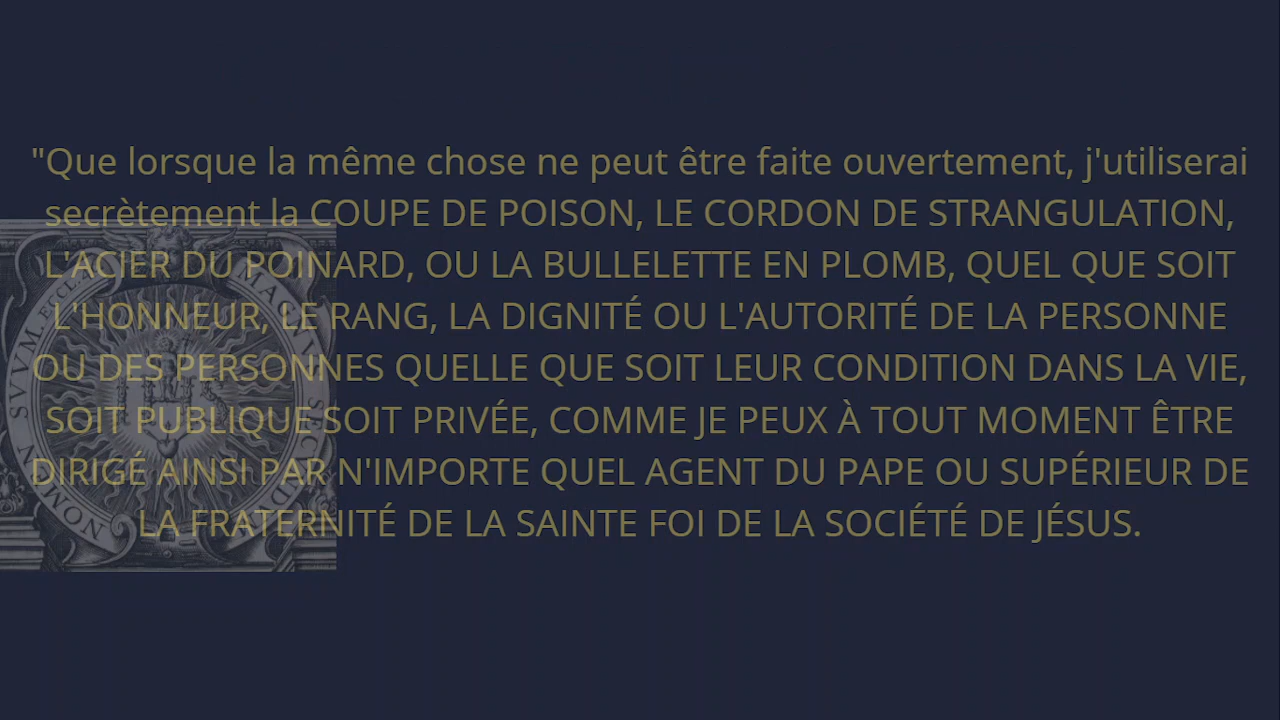 "Que lorsque la même chose ne peut être faite ouvertement, j'utiliserai
secrètement la COUPE DE POISON, LE CORDON DE STRANGULATION,
L'ACIER DU POINARD, OU LA BULLELETTE EN PLOMB, QUEL QUE SOIT
L'HONNEUR, LE RANG, LA DIGNITÉ OU L'AUTORITÉ DE LA PERSONNE
OU DES PERSONNES QUELLE QUE SOIT LEUR CONDITION DANS LA VIE,
SOIT PUBLIQUE SOIT PRIVÉE, COMME JE PEUX À TOUT MOMENT ÊTRE
DIRIGÉ AINSI PAR N'IMPORTE QUEL AGENT DU PAPE OU SUPÉRIEUR DE
LA FRATERNITÉ DE LA SAINTE FOI DE LA SOCIÉTÉ DE JÉSUS.
NOMEN
SVVM.